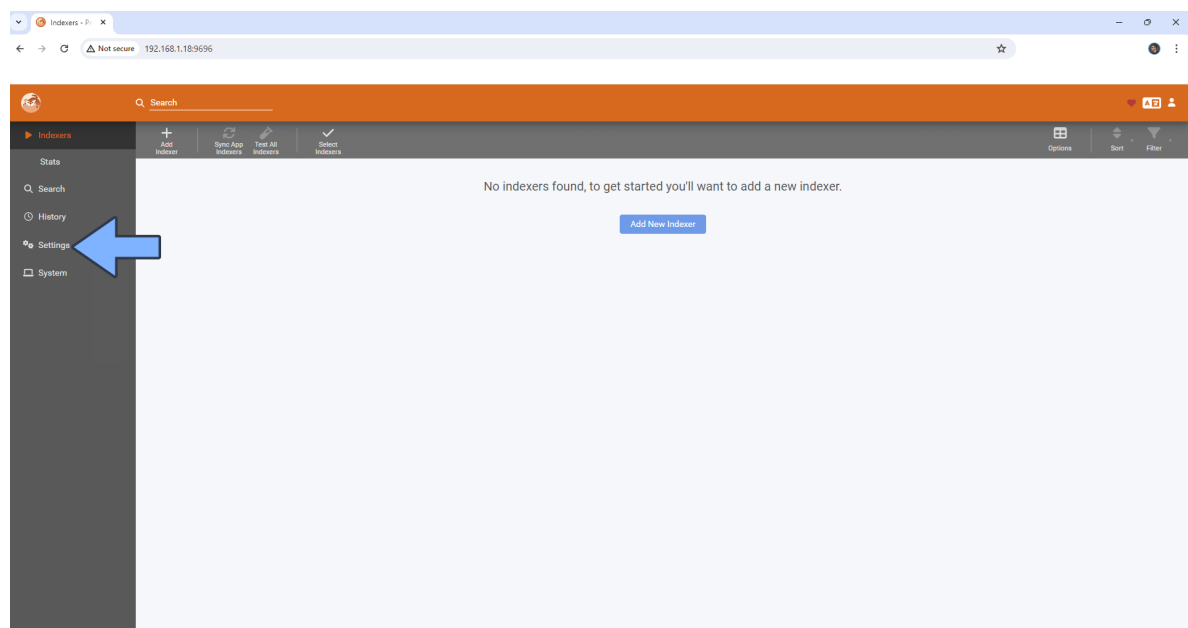 Indexers - P
Not secure
192.168.1.18:9696
Search
Indexers
Add
Indexer
Sync App
Indexers
Test All
Indexers
Select
Indexers
Options
Sort
Filter
Stats
Search
History
Settings
System
No indexers found, to get started you'll want to add a new indexer.
Add New Indexer